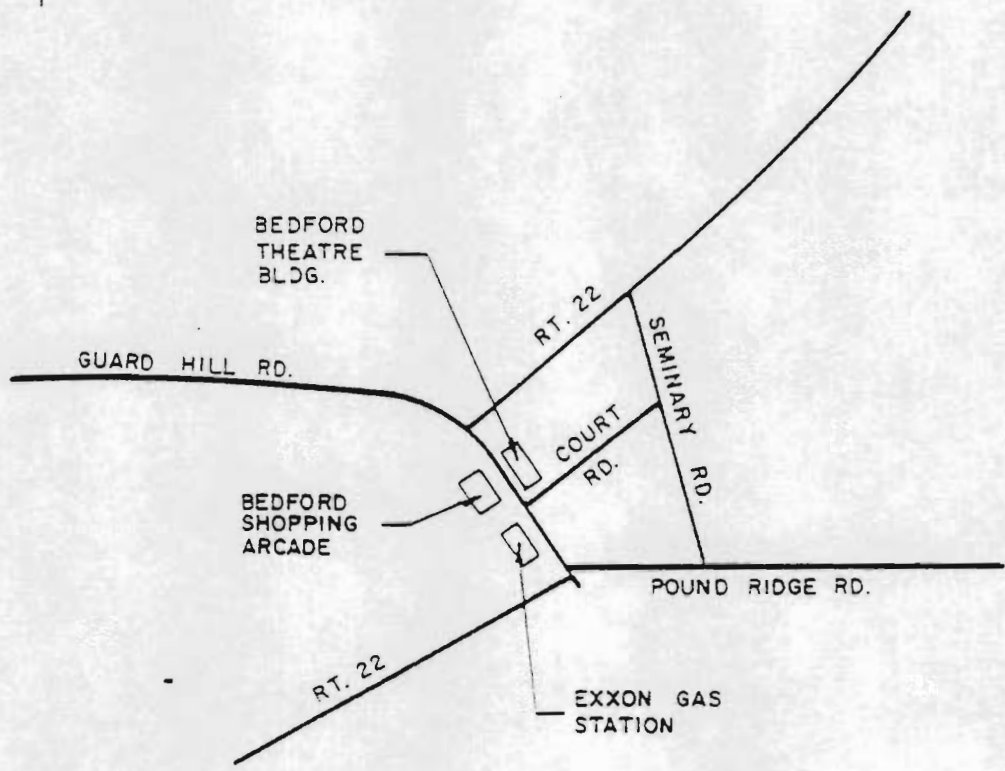 BEDFORD
THEATRE
BLDG.
RT. 22
GUARD HILL RD.
SEMINARY
RD.
COURT
RD.
BEDFORD
SHOPPING
ARCADE
POUND RIDGE RD.
RT. 22
EXXON GAS
STATION